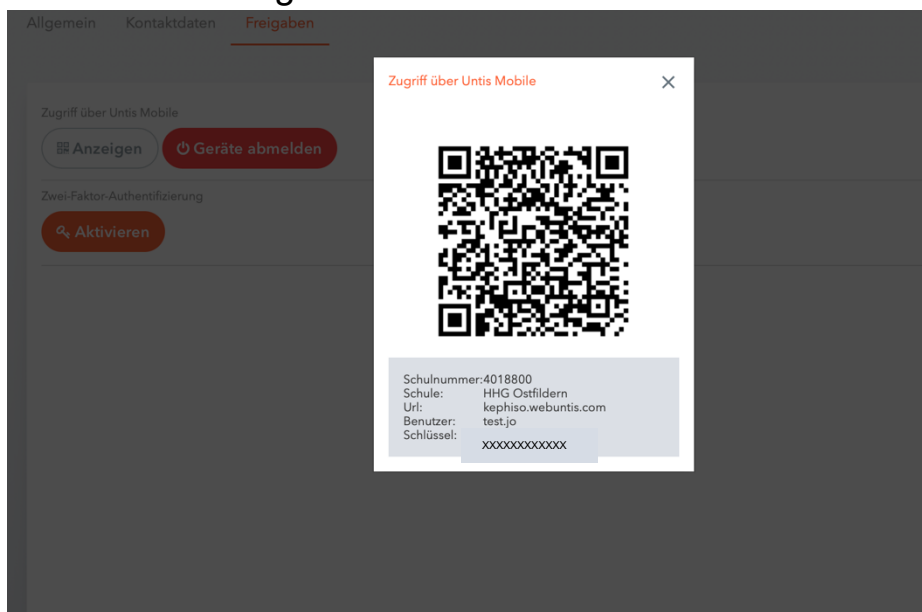 Allgemein Kontaktdaten Freigaben
Zugriff über Untis Mobile
Zugriff über Untis Mobile
Anzeigen Geräte abmelden
Zwei-Faktor-Authentifizierung
Aktivieren
Schulnummer:4018800
Schule: HHG Ostfildern
Url: kephiso.webuntis.com
Benutzer: test.jo
Schlüssel:
XXXXXXXXXXXX